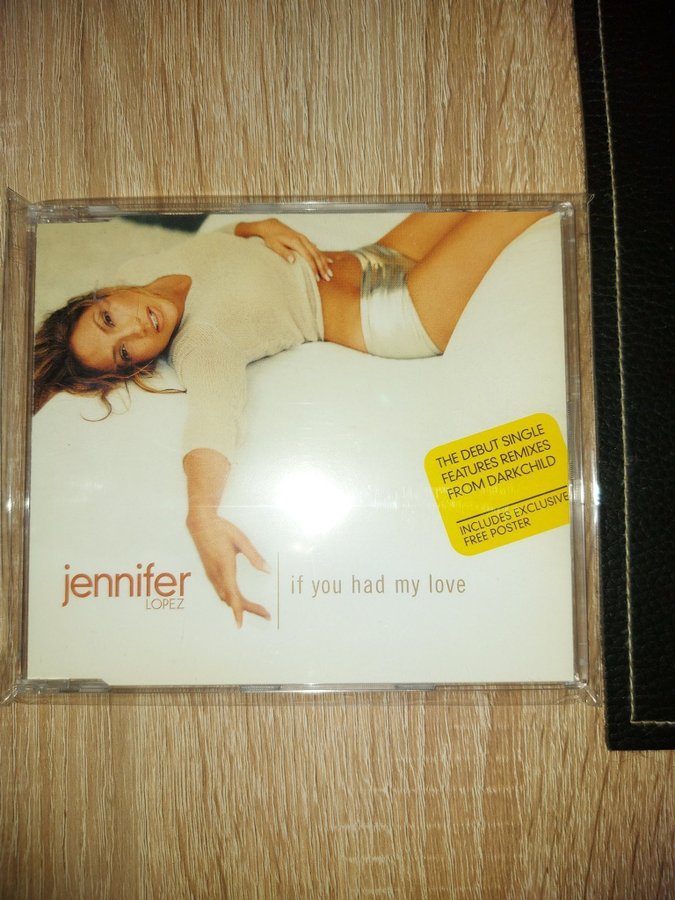 THE DEBUT SINGLE
FEATURES REMIXES
FROM DARKCHILD
INCLUDES EXCLUSIVE
FREE POSTER
jennifer
LOPEZ
if you had my love